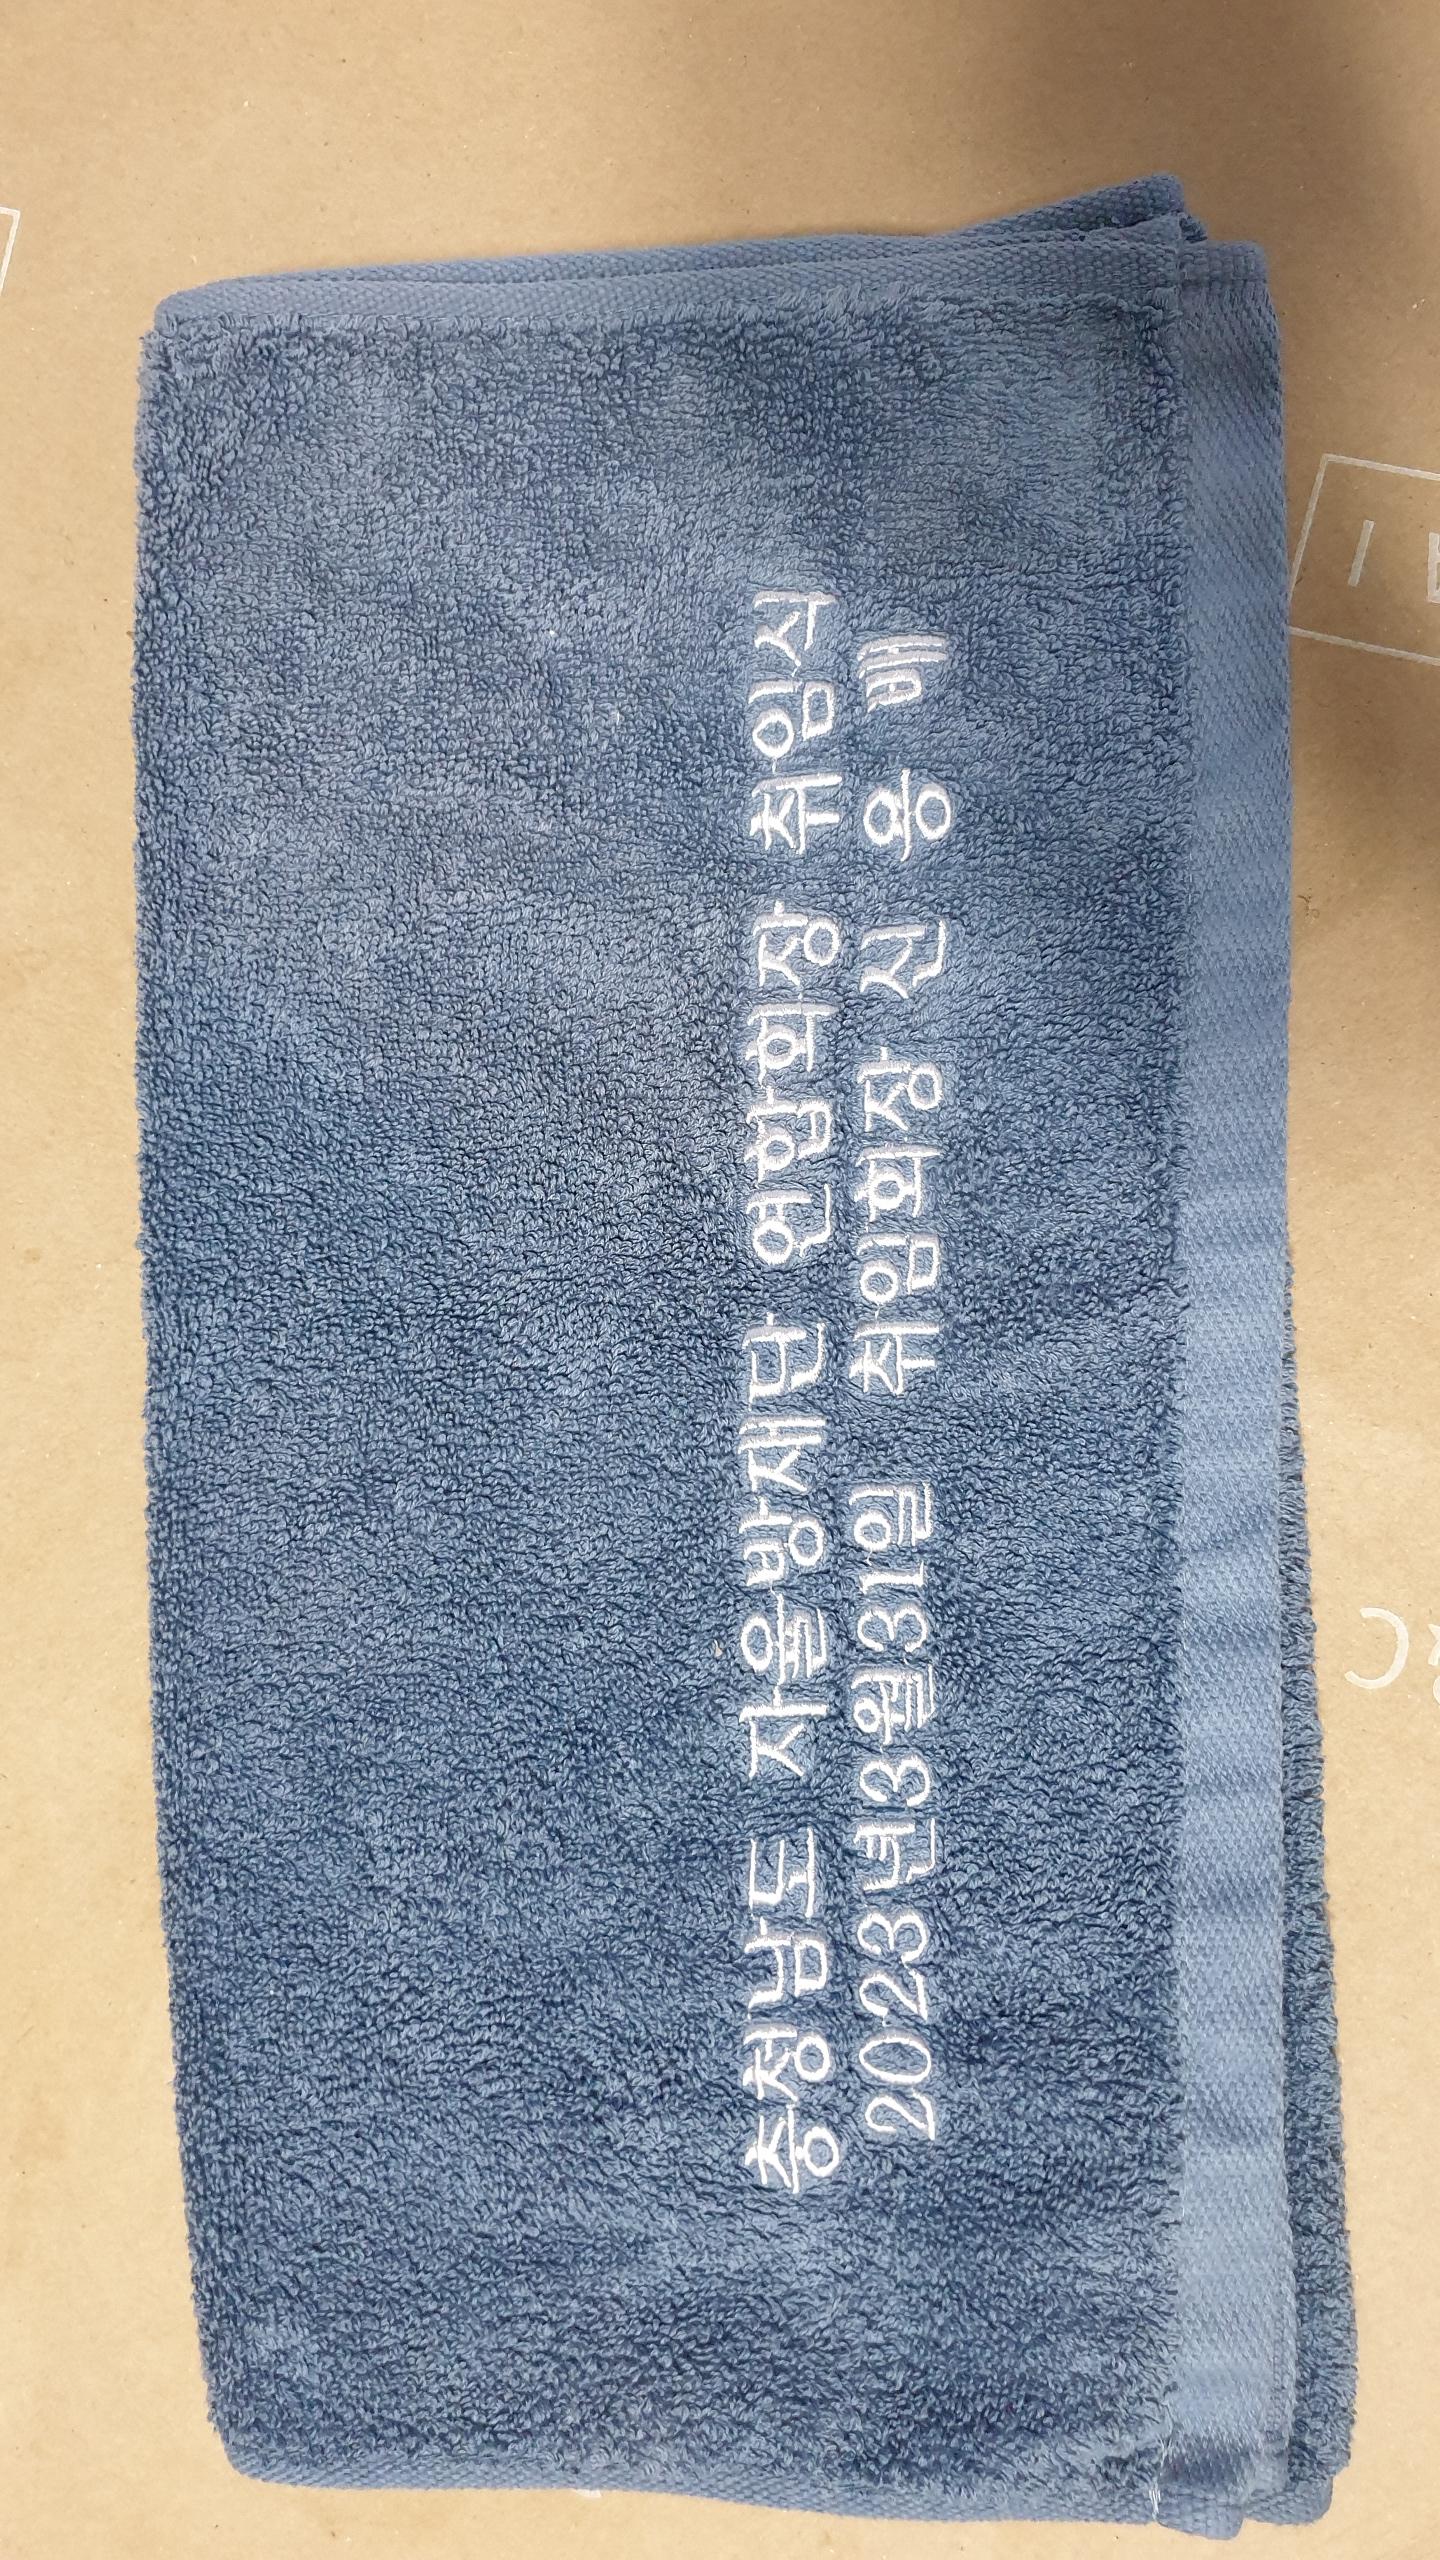 충청남도 자율방재단 연합회장 취임식
2023년3월31일 취임회장 신 용 배